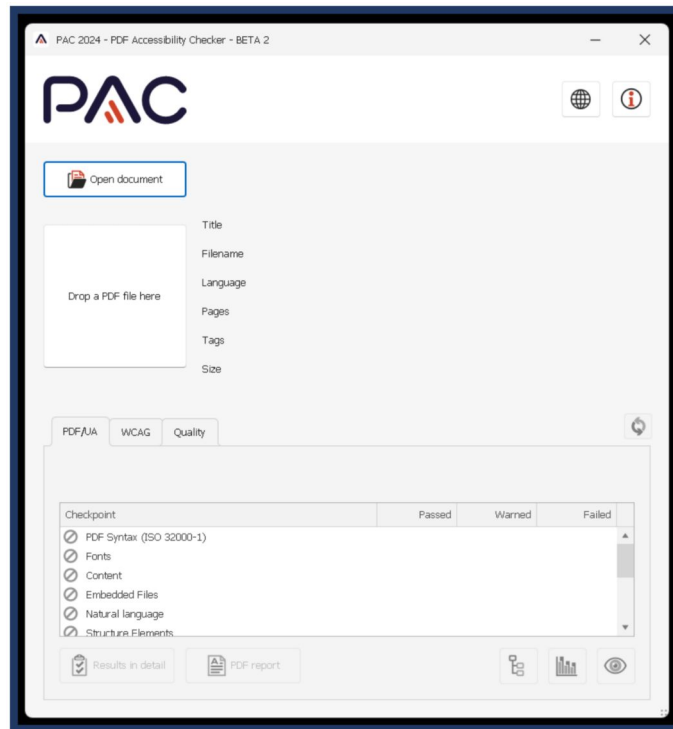 PAC 2024 - PDF Accessibility Checker - BETA 2
PAC
Open document
Drop a PDF file here
Title
Filename
Language
Pages
Tags
Size
PDF/UA WCAG Quality
Checkpoint Passed Warned Failed
PDF Syntax (ISO 32000-1)
Fonts
Content
Embedded Files
Natural language
Structure Elements
Results in detail PDF report